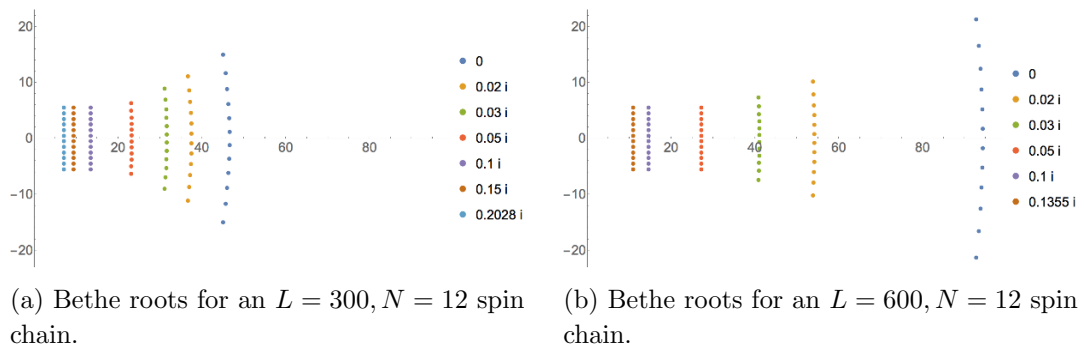 20
10
0
−10
−20
20
40
60
80
0
0.02 i
0.03 i
0.05 i
0.1 i
0.15 i
0.2028 i
(a) Bethe roots for an L = 300, N = 12 spin
chain.
20
10
0
−10
−20
20
40
60
80
0
0.02 i
0.03 i
0.05 i
0.1 i
0.1355 i
(b) Bethe roots for an L = 600, N = 12 spin
chain.